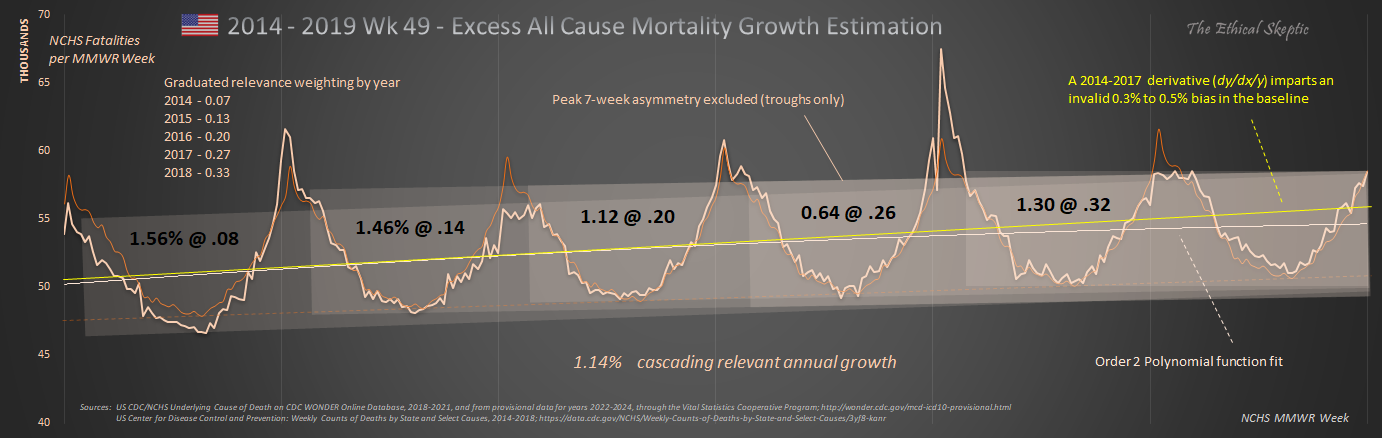 2014 - 2019 Wk 49 - Excess All Cause Mortality Growth Estimation
The Ethical Skeptic
THOUSANDS
NCHS Fatalities
per MMWR Week
Graduated relevance weighting by year
2014 - 0.07
2015 - 0.13
2016 - 0.20
2017 - 0.27
2018 - 0.33
Peak 7-week asymmetry excluded (troughs only)
A 2014-2017 derivative (dy/dx/y) imparts an
invalid 0.3% to 0.5% bias in the baseline
70
65
60
55
50
45
40
1.56% @ .08
1.46% @ .14
1.12 @ .20
0.64 @ .26
1.30 @ .32
1.14% cascading relevant annual growth
Order 2 Polynomial function fit
Sources: US CDC/NCHS Underlying Cause of Death on CDC WONDER Online Database, 2018-2021, and from provisional data for years 2022-2024, through the Vital Statistics Cooperative Program; http://wonder.cdc.gov/mcd-icd10-provisional.html
US Center for Disease Control and Prevention: Weekly Counts of Deaths by State and Select Causes, 2014-2018; https://data.cdc.gov/NCHS/Weekly-Counts-of-Deaths-by-State-and-Select-Causes/3yf8-kanr
NCHS MMWR Week